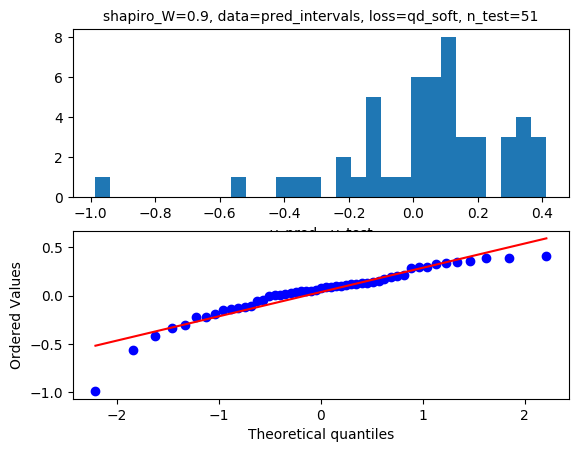 shapiro_W=0.9, data=pred_intervals, loss=qd_soft, n_test=51
8
6
4
2
0
−1.0 −0.8 −0.6 −0.4 −0.2 0.0 0.2 0.4
0.5
0.0
−0.5
−1.0
Ordered Values
−2 −1 0 1 2
Theoretical quantiles